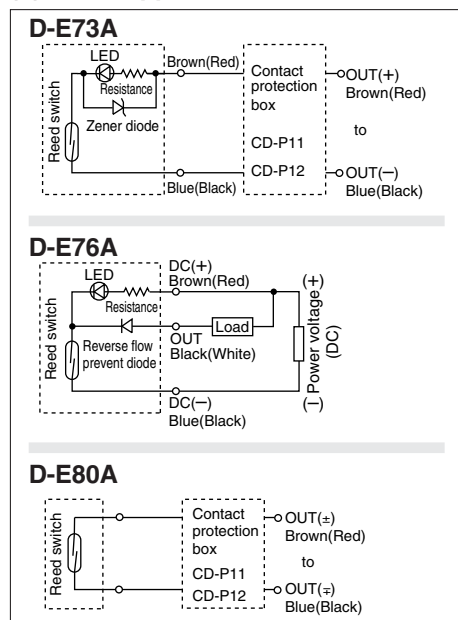 D-E73A
LED
Brown(Red)
Resistance
Zener diode
Reed switch
Blue(Black)
Contact
protection
box
CD-P11
CD-P12
OUT(+)
Brown(Red)
to
OUT(−)
Blue(Black)
D-E76A
LED
DC(+)
Brown(Red)
Resistance
Reed switch
Reverse flow
prevent diode
OUT
Black(White)
Load
DC(−)
Blue(Black)
(+)
Power voltage
(DC)
(−)
D-E80A
Reed switch
Contact
protection
box
CD-P11
CD-P12
OUT(±)
Brown(Red)
to
OUT(∓)
Blue(Black)